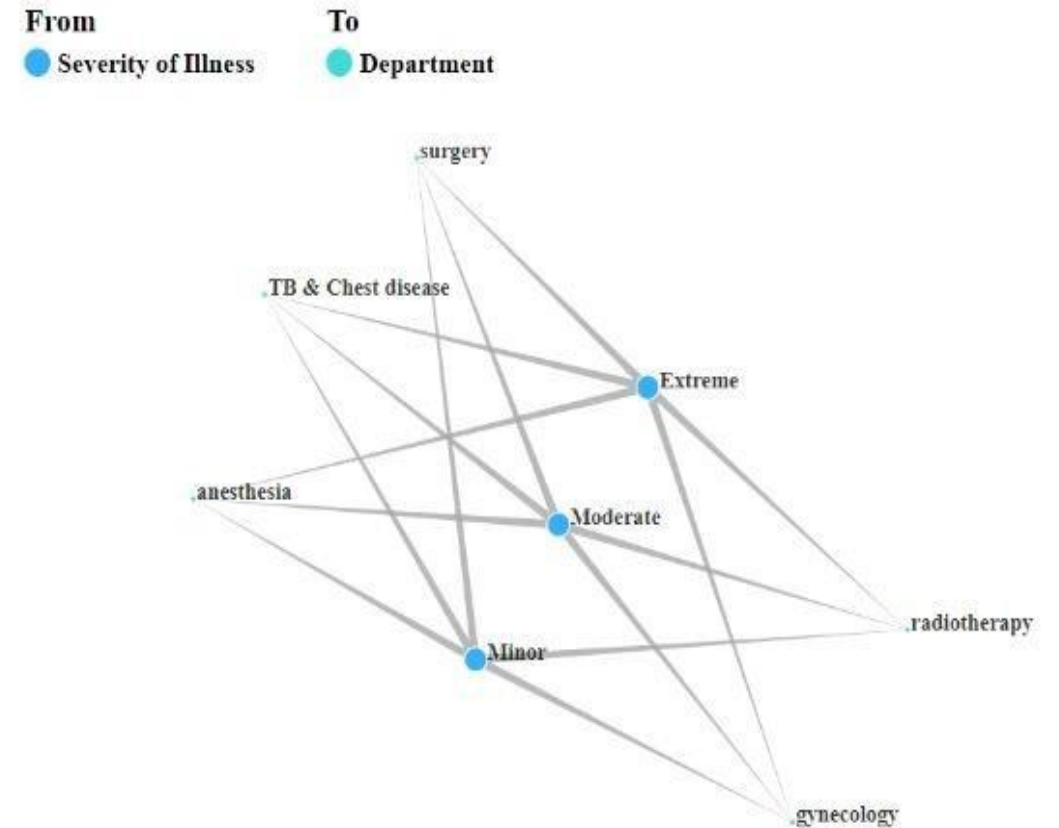 From To
Severity of Illness Department
surgery
TB & Chest disease
Extreme
anesthesia
Moderate
radiotherapy
Minor
gynecology